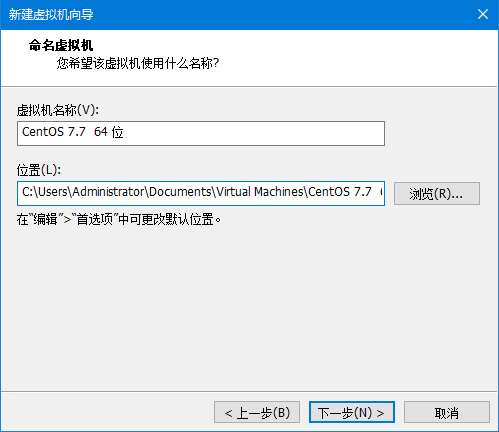 新建虚拟机向导
命名虚拟机
您希望该虚拟机使用什么名称?
虚拟机名称(V):
CentOS 7.7  64 位
位置(L):
C:\Users\Administrator\Documents\Virtual Machines\CentOS 7.7
浏览(R)...
在“编辑”>“首选项”中可更改默认位置。
< 上一步(B)
下一步(N) >
取消